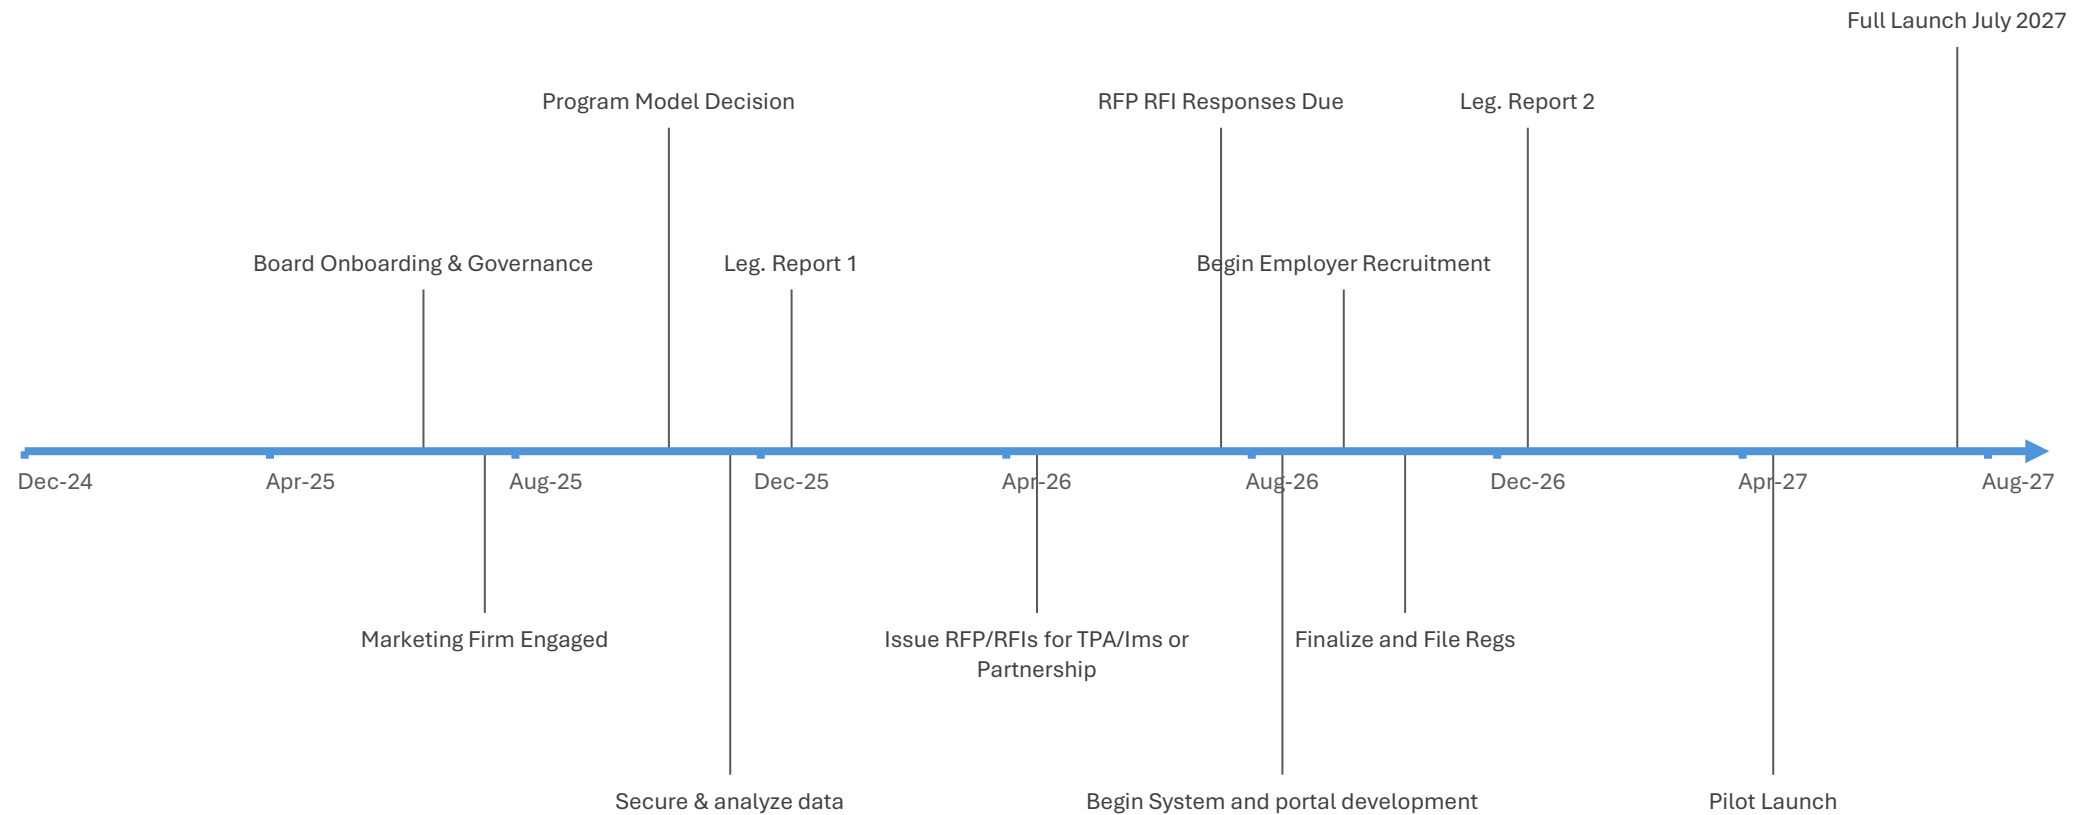 Full Launch July 2027
Program Model Decision
RFP RFI Responses Due
Leg. Report 2
Board Onboarding & Governance
Leg. Report 1
Begin Employer Recruitment
Dec-24
Apr-25
Aug-25
Dec-25
Apr-26
Aug-26
Dec-26
Apr-27
Aug-27
Marketing Firm Engaged
Issue RFP/RFIs for TPA/Ims or
Partnership
Finalize and File Regs
Secure & analyze data
Begin System and portal development
Pilot Launch